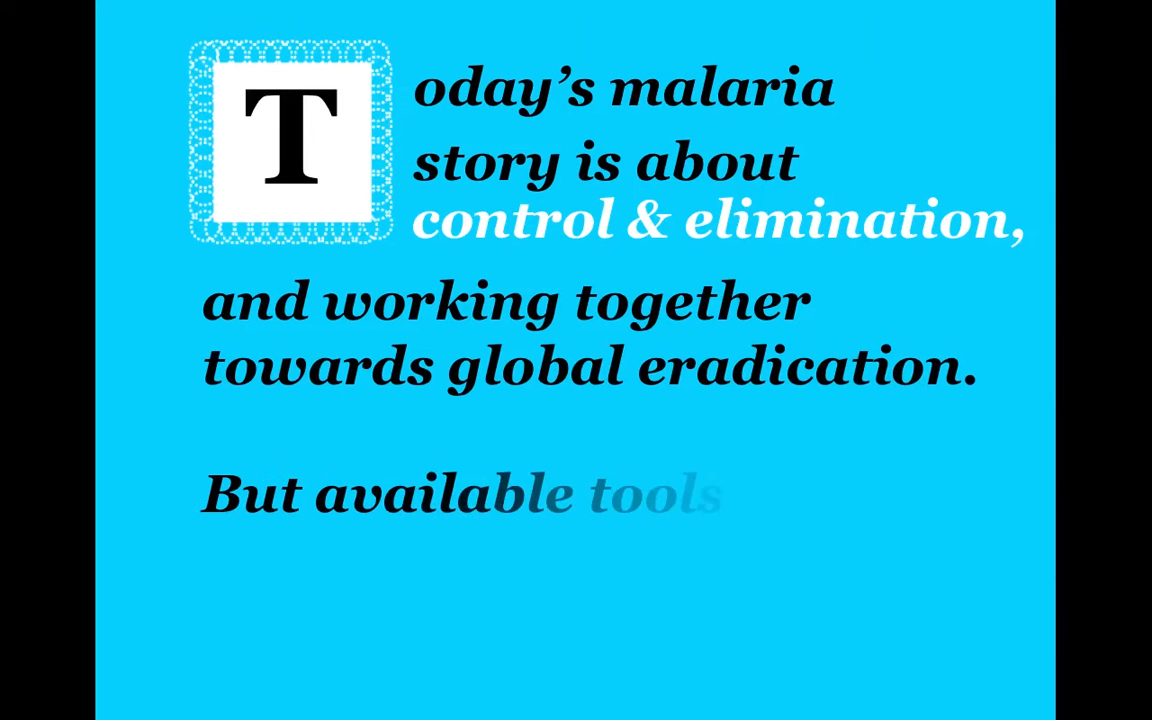 Today’s malaria
story is about
control & elimination,
and working together
towards global eradication.
But available tools